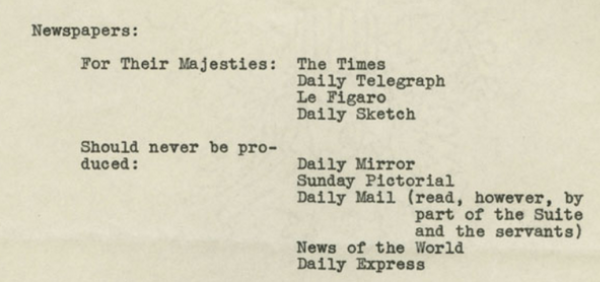 Newspapers:
For Their Majesties: The Times
Daily Telegraph
Le Figaro
Daily Sketch
Should never be pro-
duced: Daily Mirror
Sunday Pictorial
Daily Mail (read, however, by
part of the Suite
and the servants)
News of the World
Daily Express